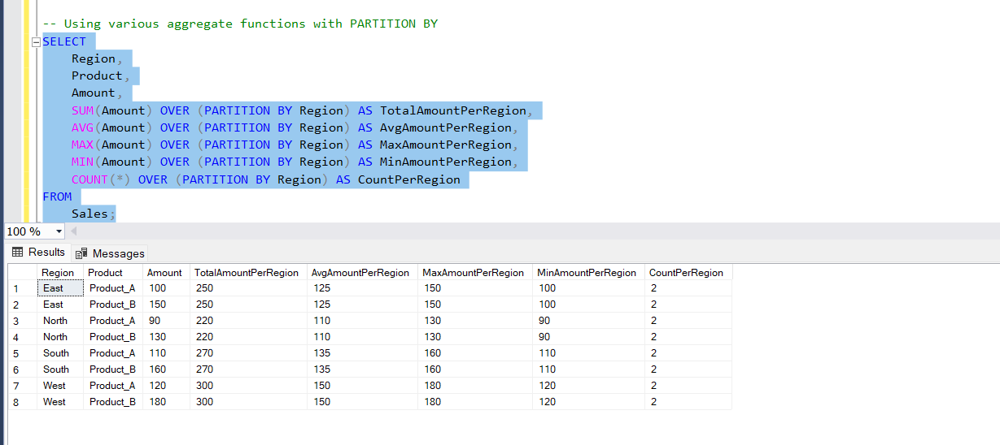 -- Using various aggregate functions with PARTITION BY
SELECT
Region,
Product,
Amount,
SUM(Amount) OVER (PARTITION BY Region) AS TotalAmountPerRegion,
AVG(Amount) OVER (PARTITION BY Region) AS AvgAmountPerRegion,
MAX(Amount) OVER (PARTITION BY Region) AS MaxAmountPerRegion,
MIN(Amount) OVER (PARTITION BY Region) AS MinAmountPerRegion,
COUNT(*) OVER (PARTITION BY Region) AS CountPerRegion
FROM
Sales;
100 %
Results Messages
Region Product Amount TotalAmountPerRegion AvgAmountPerRegion MaxAmountPerRegion MinAmountPerRegion CountPerRegion
1 East Product_A 100 250 125 150 100 2
2 East Product_B 150 250 125 150 100 2
3 North Product_A 90 220 110 130 90 2
4 North Product_B 130 220 110 130 90 2
5 South Product_A 110 270 135 160 110 2
6 South Product_B 160 270 135 160 110 2
7 West Product_A 120 300 150 180 120 2
8 West Product_B 180 300 150 180 120 2